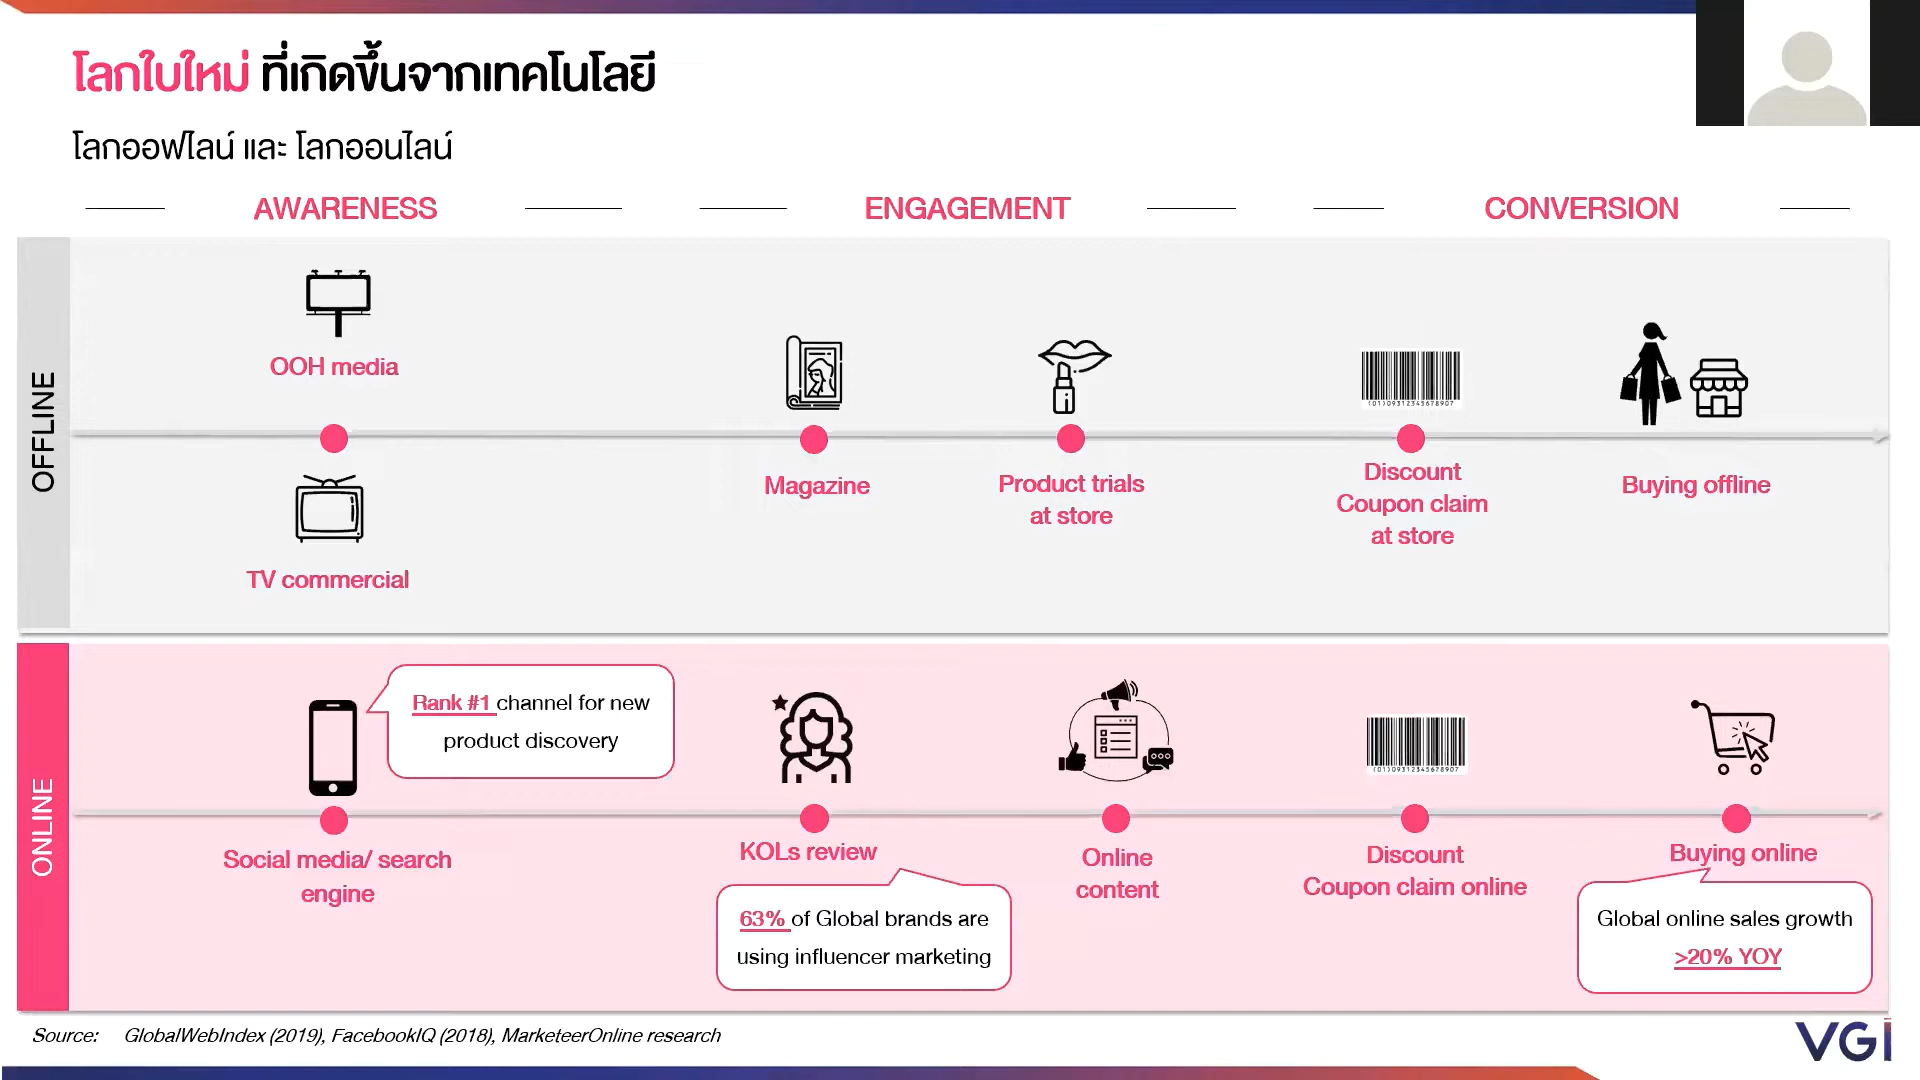 โลกใบใหม่ ที่เกิดขึ้นจากเทคโนโลยี
โลกออฟไลน์ และ โลกออนไลน์
AWARENESS
ENGAGEMENT
CONVERSION
OFFLINE
OOH media
TV commercial
Magazine
Product trials
at store
(01)09312345678907
Discount
Coupon claim
at store
Buying offline
ONLINE
Rank #1 channel for new
product discovery
Social media/ search
engine
KOLs review
63% of Global brands are
using influencer marketing
Online
content
(01)09312345678907
Discount
Coupon claim online
Buying online
Global online sales growth
>20% YOY
Source: GlobalWebIndex (2019), FacebookIQ (2018), MarketeerOnline research
VGI